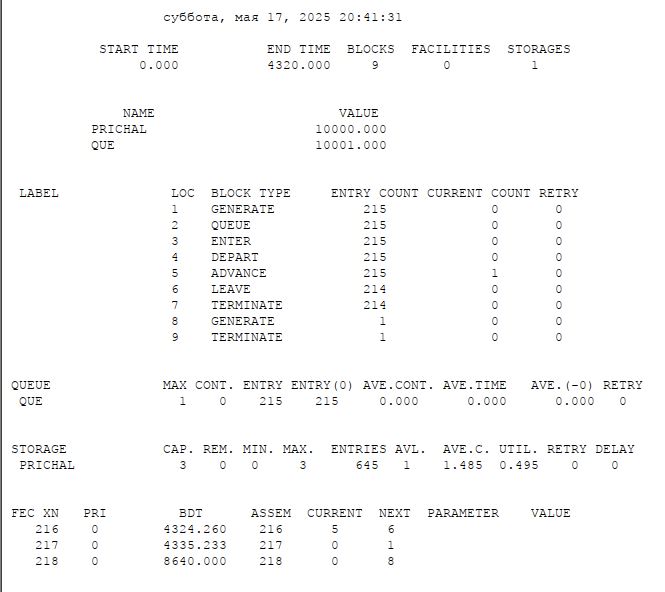 суббота, мая 17, 2025 20:41:31
START TIME END TIME BLOCKS FACILITIES STORAGES
0.000 4320.000 9 0 1
NAME VALUE
PRICHAL 10000.000
QUE 10001.000
LABEL LOC BLOCK TYPE ENTRY COUNT CURRENT COUNT RETRY
1 GENERATE 215 0 0
2 QUEUE 215 0 0
3 ENTER 215 0 0
4 DEPART 215 0 0
5 ADVANCE 215 1 0
6 LEAVE 214 0 0
7 TERMINATE 214 0 0
8 GENERATE 1 0 0
9 TERMINATE 1 0 0
QUEUE MAX CONT. ENTRY ENTRY(0) AVE.CONT. AVE.TIME AVE.(-0) RETRY
QUE 1 0 215 215 0.000 0.000 0.000 0
STORAGE CAP. REM. MIN. MAX. ENTRIES AVL. AVE.C. UTIL. RETRY DELAY
PRICHAL 3 0 0 3 645 1 1.485 0.495 0 0
FEC XN PRI BDT ASSEM CURRENT NEXT PARAMETER VALUE
216 0 4324.260 216 5 6
217 0 4335.233 217 0 1
218 0 8640.000 218 0 8